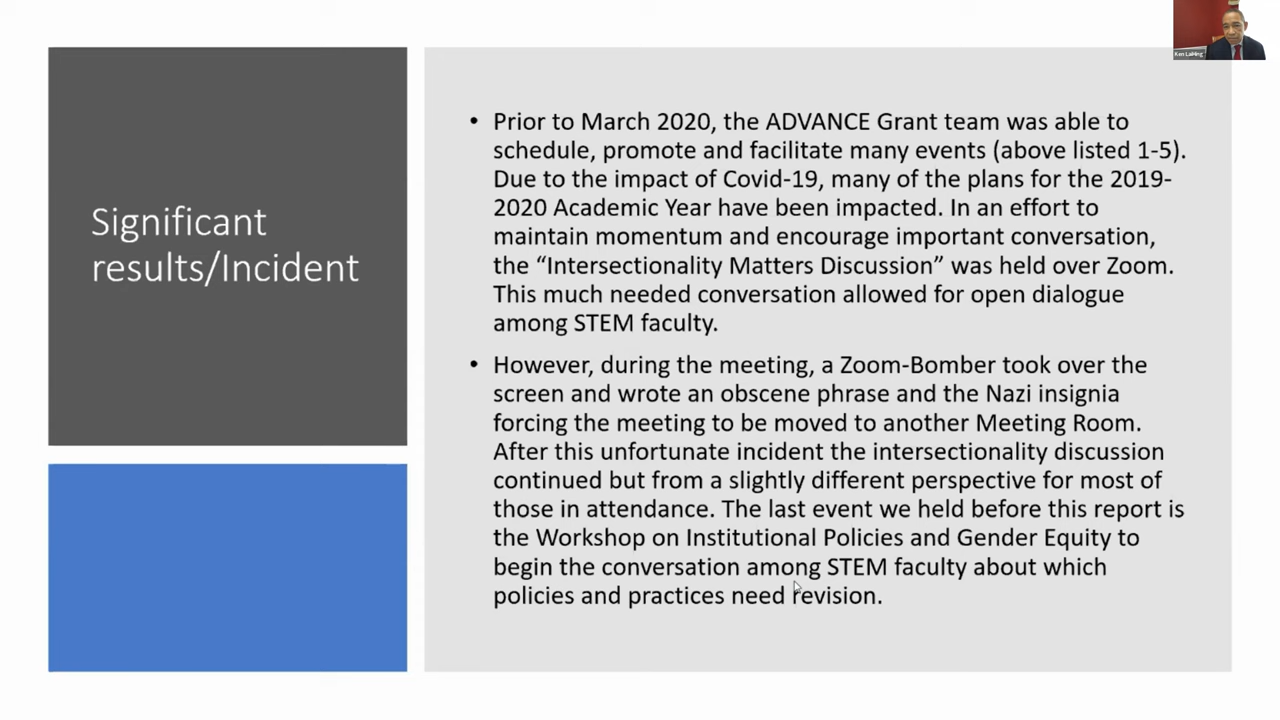 Ken LaiHing
Significant
results/Incident
• Prior to March 2020, the ADVANCE Grant team was able to
schedule, promote and facilitate many events (above listed 1-5).
Due to the impact of Covid-19, many of the plans for the 2019-
2020 Academic Year have been impacted. In an effort to
maintain momentum and encourage important conversation,
the “Intersectionality Matters Discussion” was held over Zoom.
This much needed conversation allowed for open dialogue
among STEM faculty.
• However, during the meeting, a Zoom-Bomber took over the
screen and wrote an obscene phrase and the Nazi insignia
forcing the meeting to be moved to another Meeting Room.
After this unfortunate incident the intersectionality discussion
continued but from a slightly different perspective for most of
those in attendance. The last event we held before this report is
the Workshop on Institutional Policies and Gender Equity to
begin the conversation among STEM faculty about which
policies and practices need revision.